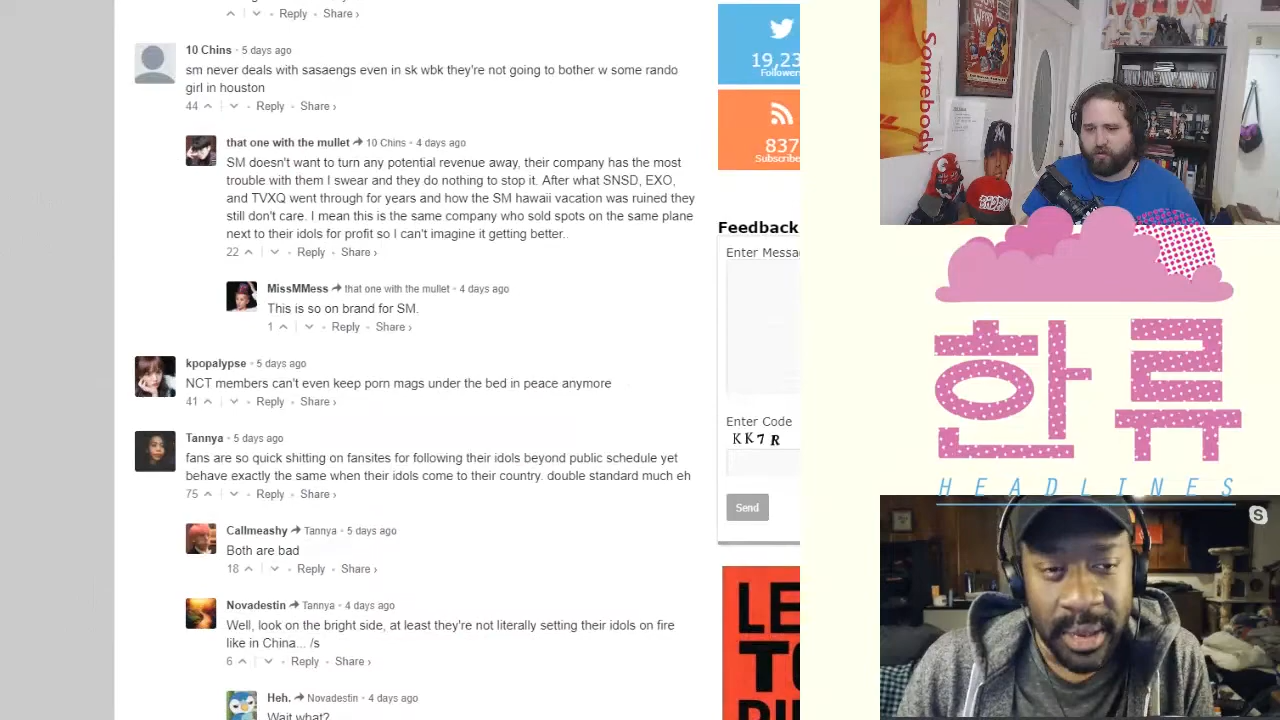 Reply
Share ›
10 Chins • 5 days ago
sm never deals with sasaengs even in sk wbk they're not going to bother w some rando
girl in houston
44
Reply • Share ›
that one with the mullet 10 Chins • 4 days ago
SM doesn't want to turn any potential revenue away, their company has the most
trouble with them I swear and they do nothing to stop it. After what SNSD, EXO,
and TVXQ went through for years and how the SM hawaii vacation was ruined they
still don't care. I mean this is the same company who sold spots on the same plane
next to their idols for profit so I can't imagine it getting better..
22 • Reply • Share ›
MissMMess that one with the mullet • 4 days ago
This is so on brand for SM.
1 • Reply • Share ›
kpopalypse • 5 days ago
NCT members can't even keep porn mags under the bed in peace anymore
41 • Reply • Share ›
Tannya • 5 days ago
fans are so quick shitting on fansites for following their idols beyond public schedule yet
behave exactly the same when their idols come to their country. double standard much eh
75 • Reply • Share ›
Callmeashy Tannya • 5 days ago
Both are bad
18 • Reply • Share ›
Novadestin Tannya • 4 days ago
Well, look on the bright side, at least they're not literally setting their idols on fire
like in China... /s
6 • Reply • Share ›
Heh. Novadestin • 4 days ago
Wait what?
19,23
Followers
837
Subscribe
Feedback
Enter Messa
Enter Code
KK7R
Send
LE
TO
Somebody
한류
HEADLINES